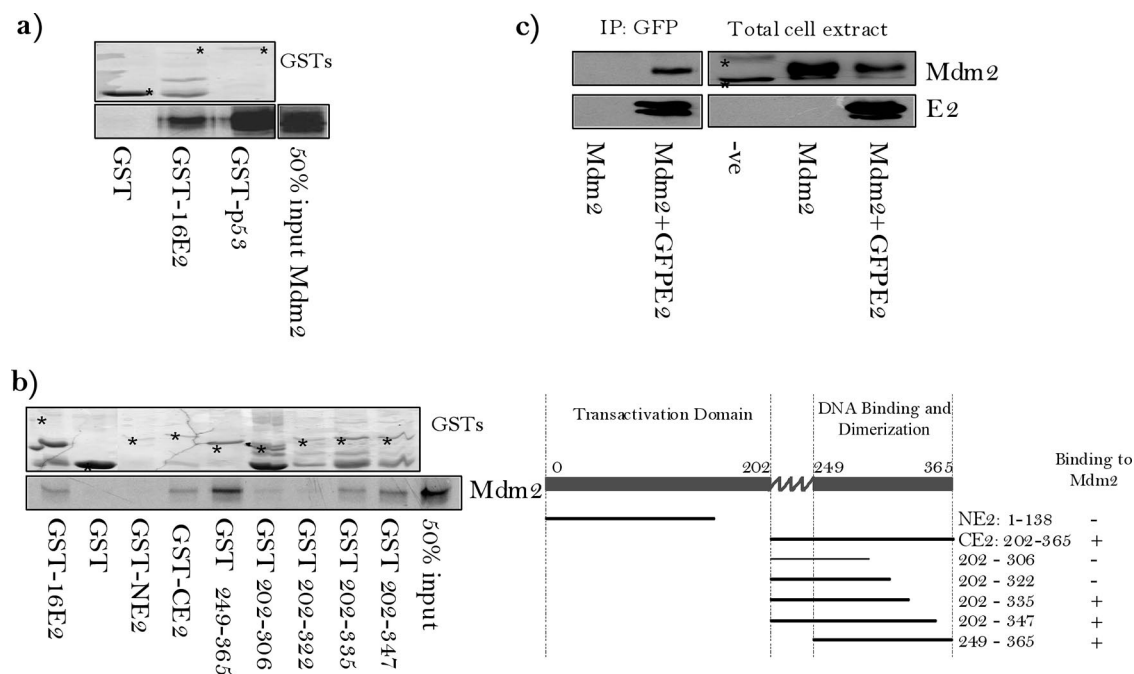 a)
*
*
GSTs
*
GST
GST-16E2
GST-p53
50% input Mdm2
c)
IP: GFP
Total cell extract
*
*
Mdm2
E2
Mdm2
Mdm2+GFPE2
-ve
Mdm2
Mdm2+GFPE2
b)
* * * * * * * * *
GSTs
Mdm2
GST-16E2
GST
GST-NE2
GST-CE2
GST 249-365
GST 202-306
GST 202-322
GST 202-335
GST 202-347
50% input
Transactivation Domain
DNA Binding and
Dimerization
0 202 249 365
Binding to
Mdm2
NE2: 1-138 -
CE2: 202-365 +
202 - 306 -
202 - 322 -
202 - 335 +
202 - 347 +
249 - 365 +